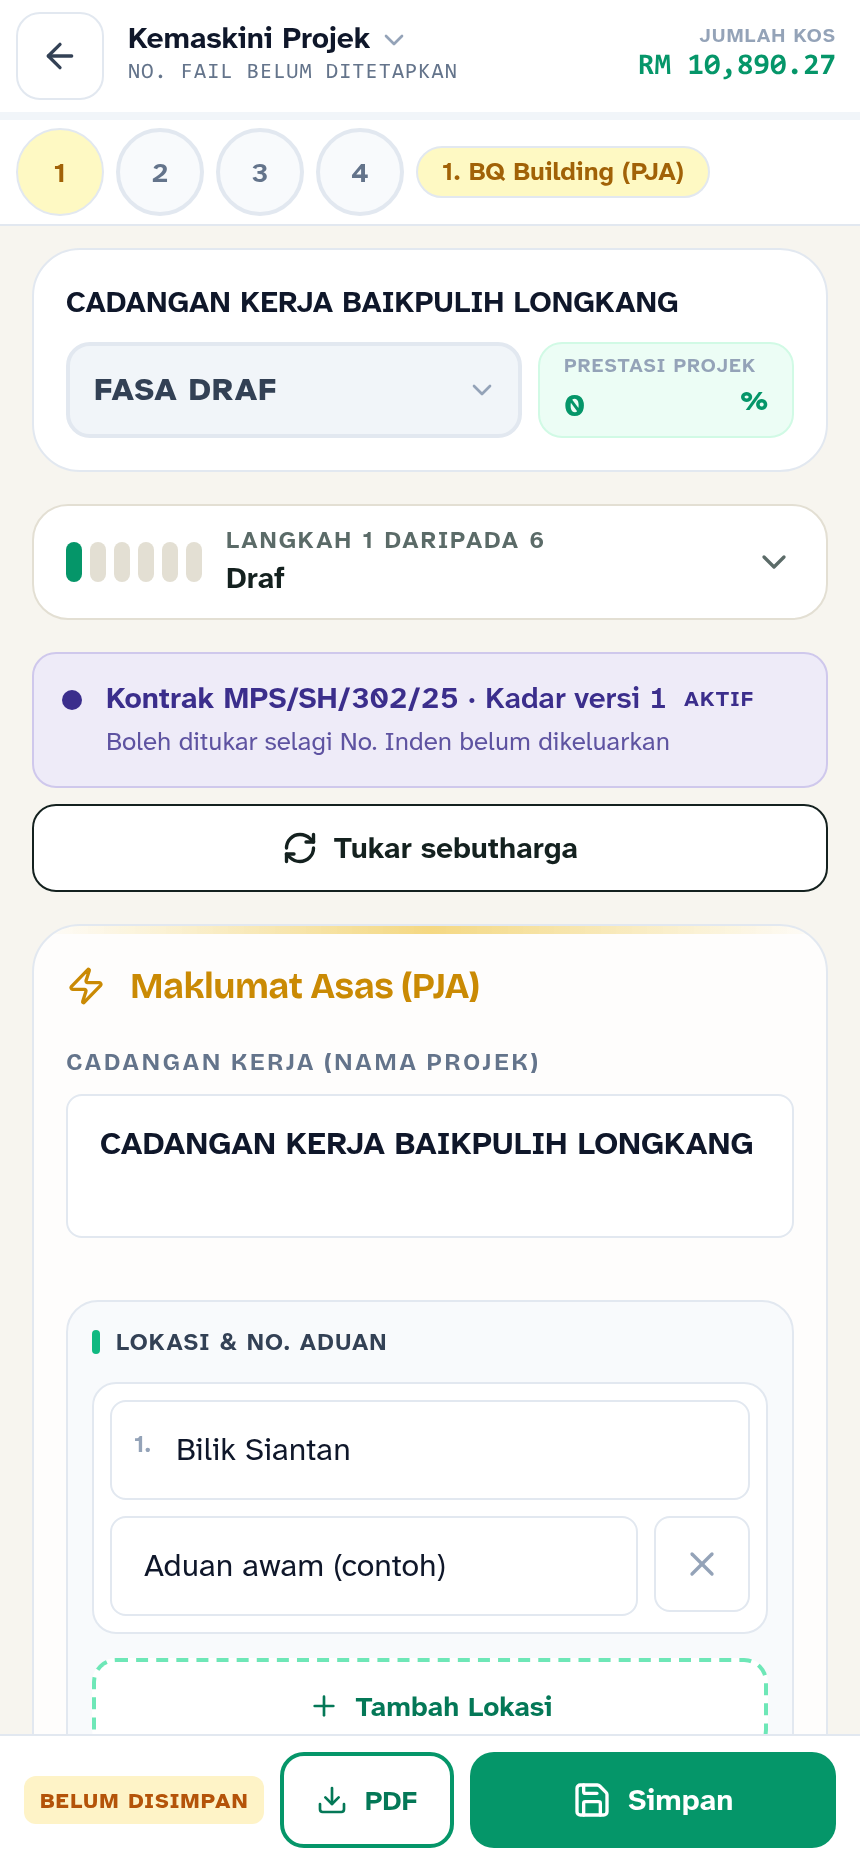 Kemaskini Projek
NO. FAIL BELUM DITETAPKAN
JUMLAH KOS
RM 10,890.27
1
2
3
4
1. BQ Building (PJA)
CADANGAN KERJA BAIKPULIH LONGKANG
FASA DRAF
PRESTASI PROJEK
0 %
LANGKAH 1 DARIPADA 6
Draf
Kontrak MPS/SH/302/25 · Kadar versi 1 AKTIF
Boleh ditukar selagi No. Inden belum dikeluarkan
Tukar sebutharga
Maklumat Asas (PJA)
CADANGAN KERJA (NAMA PROJEK)
CADANGAN KERJA BAIKPULIH LONGKANG
LOKASI & NO. ADUAN
1. Bilik Siantan
Aduan awam (contoh)
Tambah Lokasi
BELUM DISIMPAN
PDF
Simpan